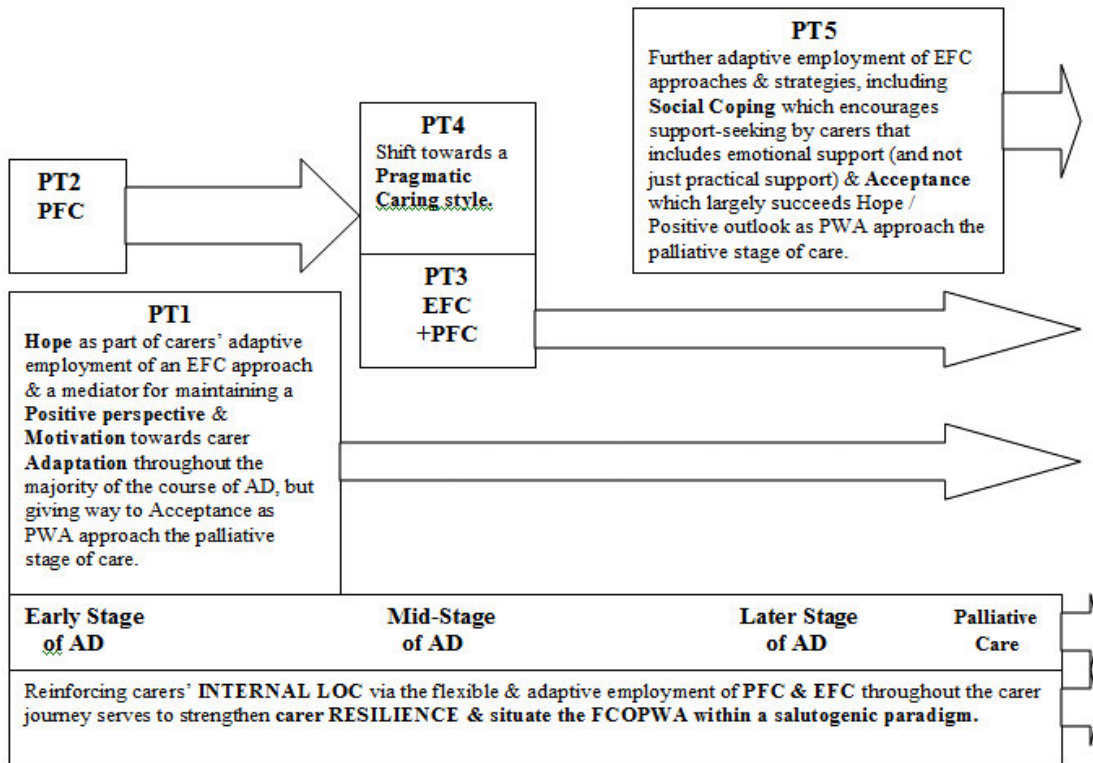 PT5
Further adaptive employment of EFC
approaches & strategies, including
Social Coping which encourages
support-seeking by carers that
includes emotional support (and not
just practical support) & Acceptance
which largely succeeds Hope /
Positive outlook as PWA approach the
palliative stage of care.
PT4
Shift towards a
Pragmatic
Caring style.
PT2
PFC
PT3
EFC
+PFC
PT1
Hope as part of carers’ adaptive
employment of an EFC approach
& a mediator for maintaining a
Positive perspective &
Motivation towards carer
Adaptation throughout the
majority of the course of AD, but
giving way to Acceptance as
PWA approach the palliative
stage of care.
Early Stage
of AD
Mid-Stage
of AD
Later Stage
of AD
Palliative
Care
Reinforcing carers’ INTERNAL LOC via the flexible & adaptive employment of PFC & EFC throughout the carer
journey serves to strengthen carer RESILIENCE & situate the FCOPWA within a salutogenic paradigm.